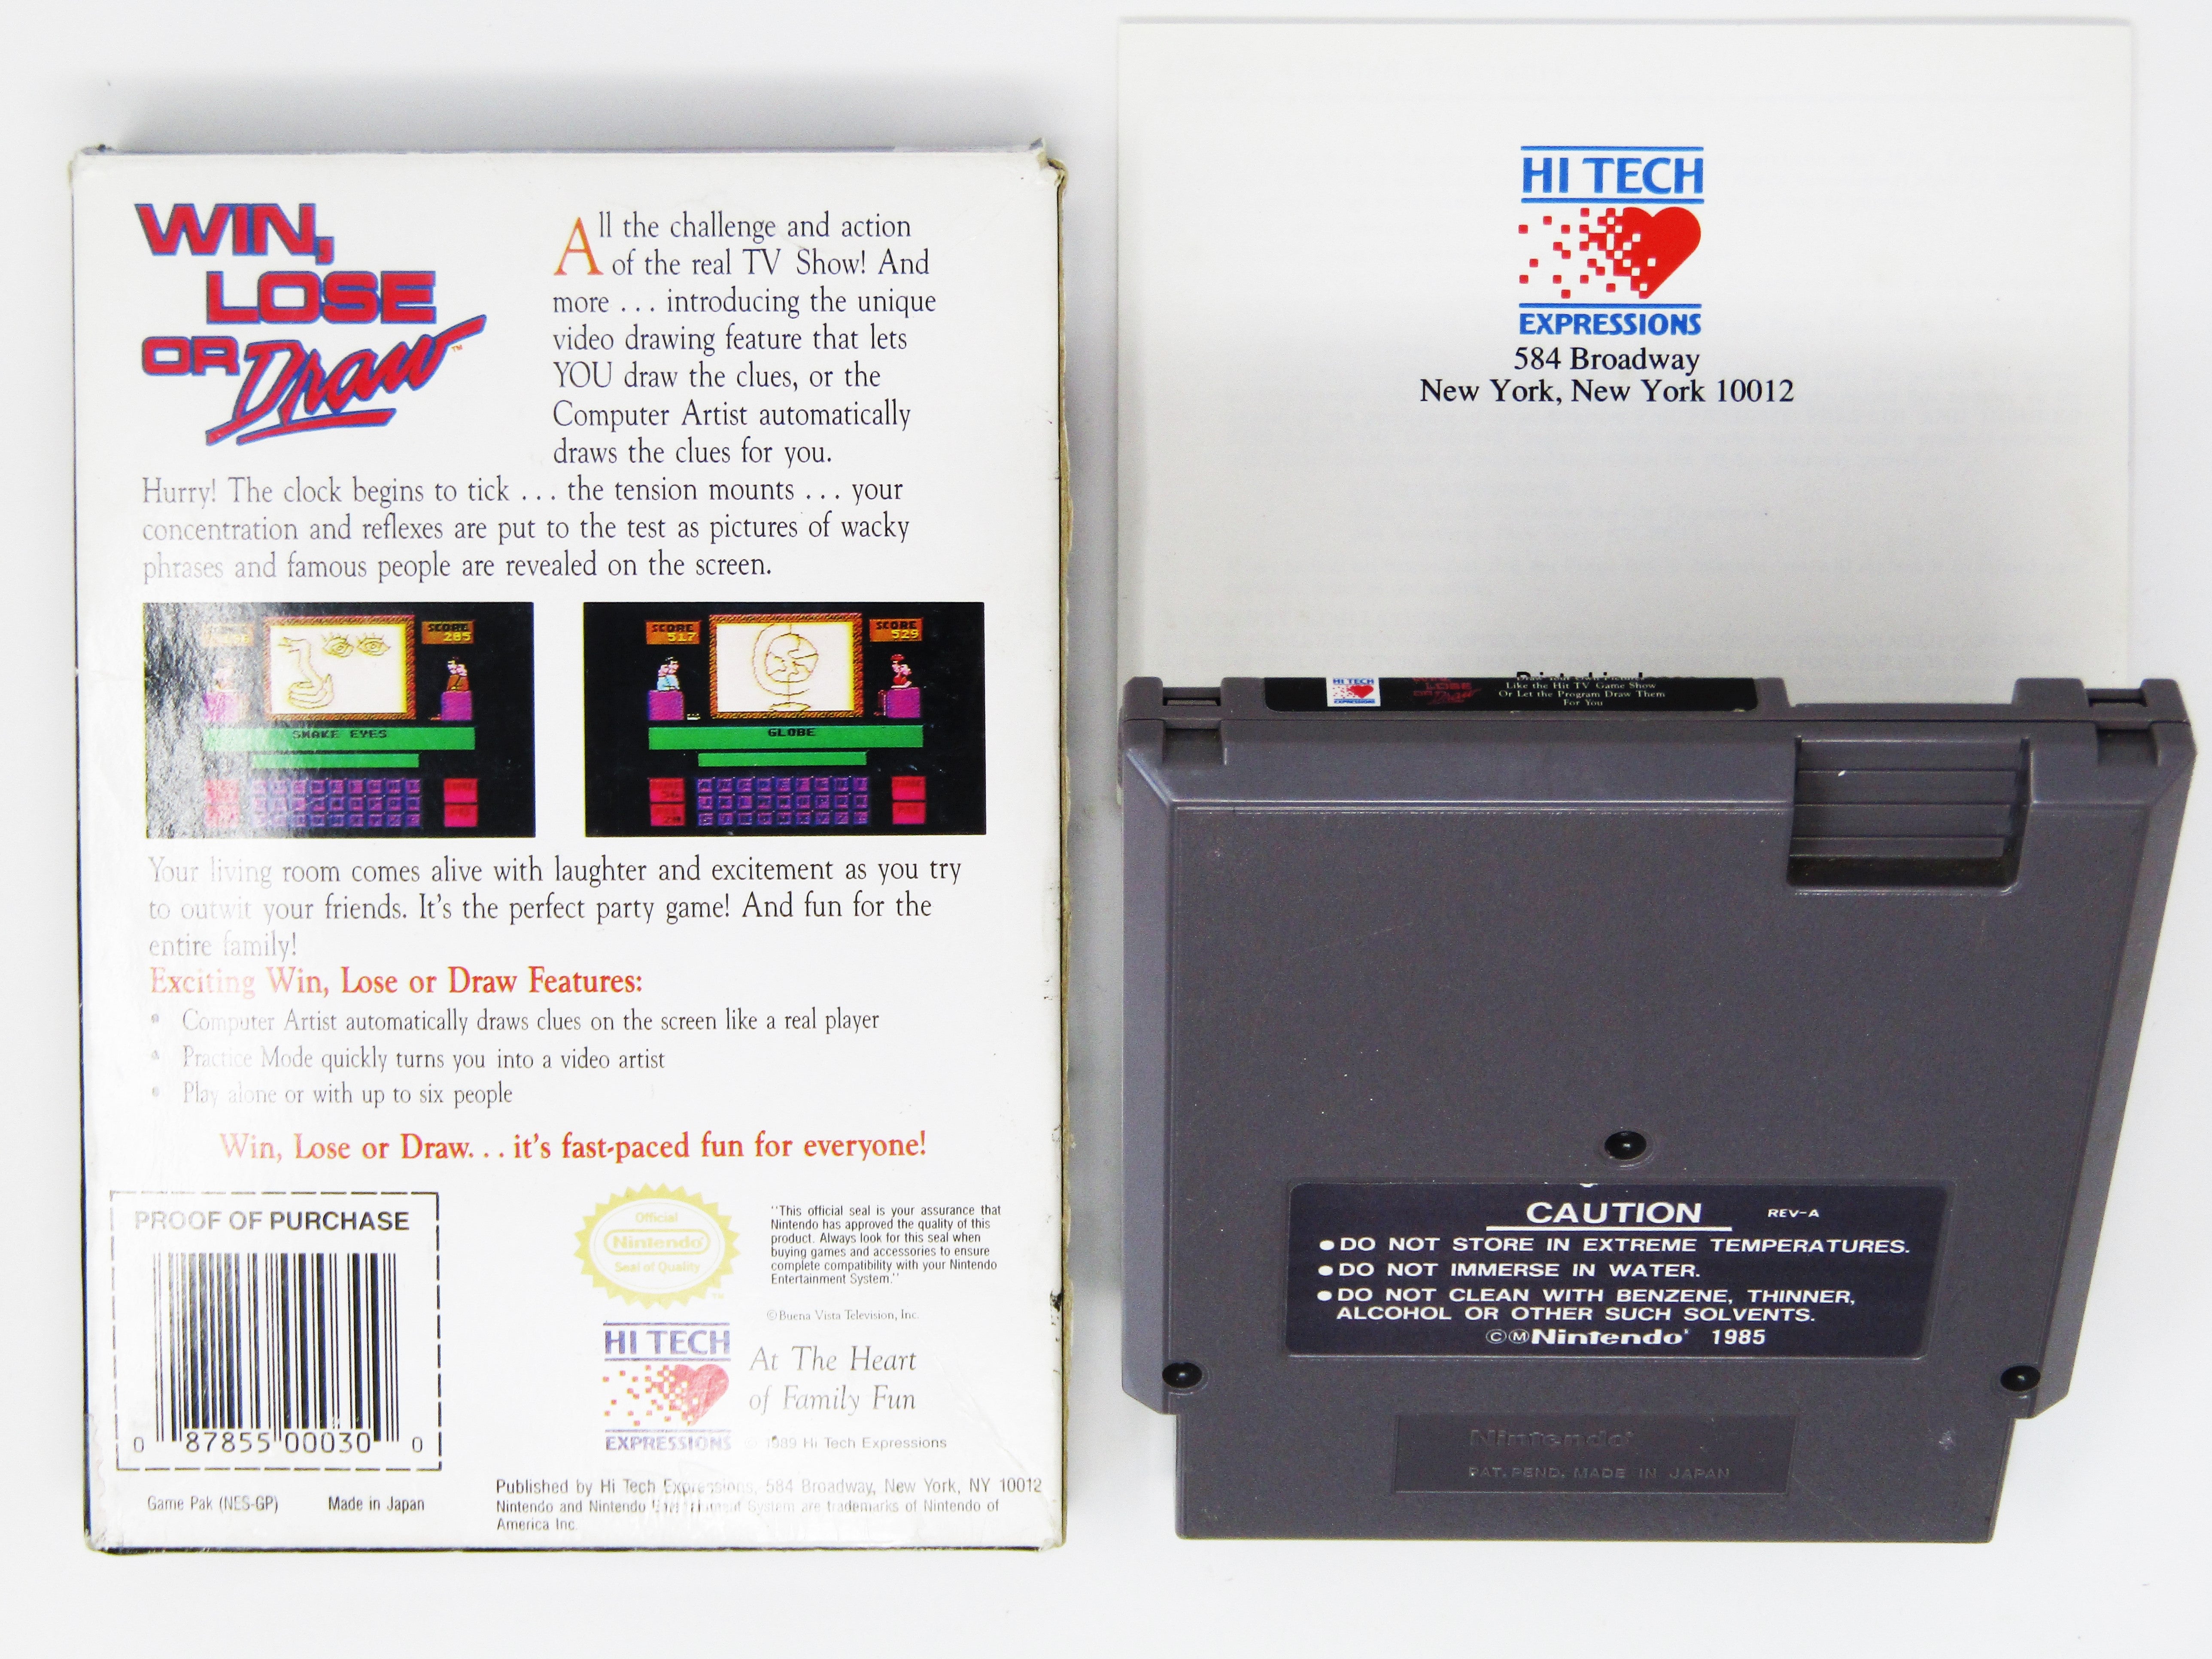 WIN,
LOSE
OR Draw™
All the challenge and action
of the real TV Show! And
more . . . introducing the unique
video drawing feature that lets
YOU draw the clues, or the
Computer Artist automatically
draws the clues for you.
Hurry! The clock begins to tick . . . the tension mounts . . . your
concentration and reflexes are put to the test as pictures of wacky
phrases and famous people are revealed on the screen.
SCORE
285
SNAKE EYES
SCORE
517
SCORE
529
GLOBE
Your living room comes alive with laughter and excitement as you try
to outwit your friends. It's the perfect party game! And fun for the
entire family!
Exciting Win, Lose or Draw Features:
• Computer Artist automatically draws clues on the screen like a real player
• Practice Mode quickly turns you into a video artist
• Play alone or with up to six people
Win, Lose or Draw. . . it's fast-paced fun for everyone!
PROOF OF PURCHASE
0 87855 00030 0
Game Pak (NES-GP) Made in Japan
Official
Nintendo
Seal of Quality
TM
"This official seal is your assurance that
Nintendo has approved the quality of this
product. Always look for this seal when
buying games and accessories to ensure
complete compatibility with your Nintendo
Entertainment System."
©Buena Vista Television, Inc.
HI TECH
EXPRESSIONS
At The Heart
of Family Fun
1989 Hi Tech Expressions
Published by Hi Tech Expressions, 584 Broadway, New York, NY 10012
Nintendo and Nintendo Entertainment System are trademarks of Nintendo of
America Inc.
HI TECH
EXPRESSIONS
584 Broadway
New York, New York 10012
HI TECH
EXPRESSIONS
WIN,
LOSE
OR Draw
Like the Hit TV Game Show
Or Let the Program Draw Them
For You
CAUTION REV-A
●DO NOT STORE IN EXTREME TEMPERATURES.
●DO NOT IMMERSE IN WATER.
●DO NOT CLEAN WITH BENZENE, THINNER,
ALCOHOL OR OTHER SUCH SOLVENTS.
©ⓂNintendo® 1985
Nintendo®
PAT. PEND. MADE IN JAPAN